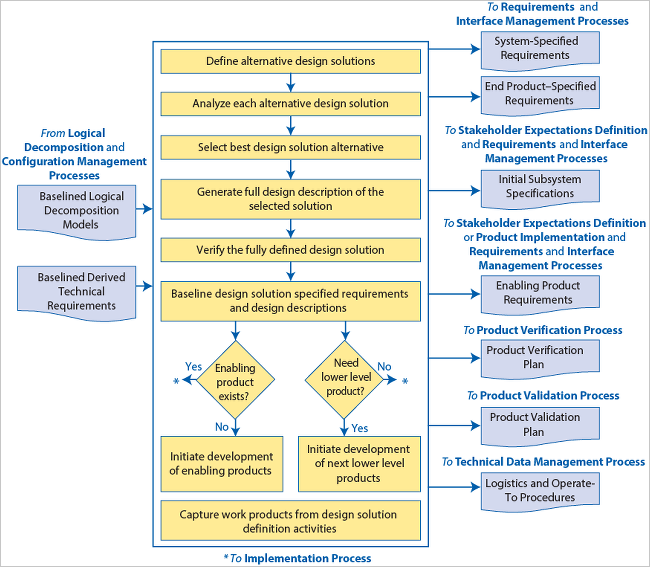 From Logical
Decomposition and
Configuration Management
Processes
Baselined Logical
Decomposition
Models
Baselined Derived
Technical
Requirements
Define alternative design solutions
Analyze each alternative design solution
Select best design solution alternative
Generate full design description of the
selected solution
Verify the fully defined design solution
Baseline design solution specified requirements
and design descriptions
Enabling
product
exists?
Yes
*
No
Need
lower level
product?
No
*
Yes
Initiate development
of enabling products
Initiate development
of next lower level
products
Capture work products from design solution
definition activities
* To Implementation Process
To Requirements and
Interface Management Processes
System-Specified
Requirements
End Product–Specified
Requirements
To Stakeholder Expectations Definition
and Requirements and Interface
Management Processes
Initial Subsystem
Specifications
To Stakeholder Expectations Definition
or Product Implementation and
Requirements and Interface
Management Processes
Enabling Product
Requirements
To Product Verification Process
Product Verification
Plan
To Product Validation Process
Product Validation
Plan
To Technical Data Management Process
Logistics and Operate-
To Procedures